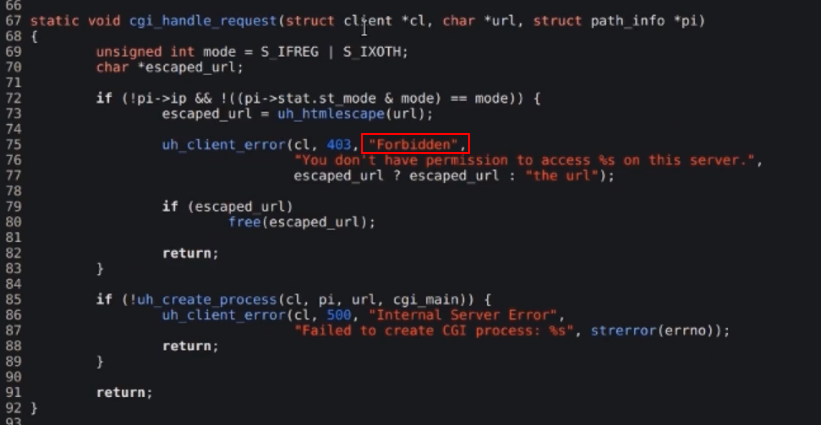 66
67 static void cgi_handle_request(struct client *cl, char *url, struct path_info *pi)
68 {
69 unsigned int mode = S_IFREG | S_IXOTH;
70 char *escaped_url;
71
72 if (!pi->ip && !((pi->stat.st_mode & mode) == mode)) {
73 escaped_url = uh_htmlescape(url);
74
75 uh_client_error(cl, 403, "Forbidden",
76 "You don't have permission to access %s on this server.",
77 escaped_url ? escaped_url : "the url");
78
79 if (escaped_url)
80 free(escaped_url);
81
82 return;
83 }
84
85 if (!uh_create_process(cl, pi, url, cgi_main)) {
86 uh_client_error(cl, 500, "Internal Server Error",
87 "Failed to create CGI process: %s", strerror(errno));
88 return;
89 }
90
91 return;
92 }
93